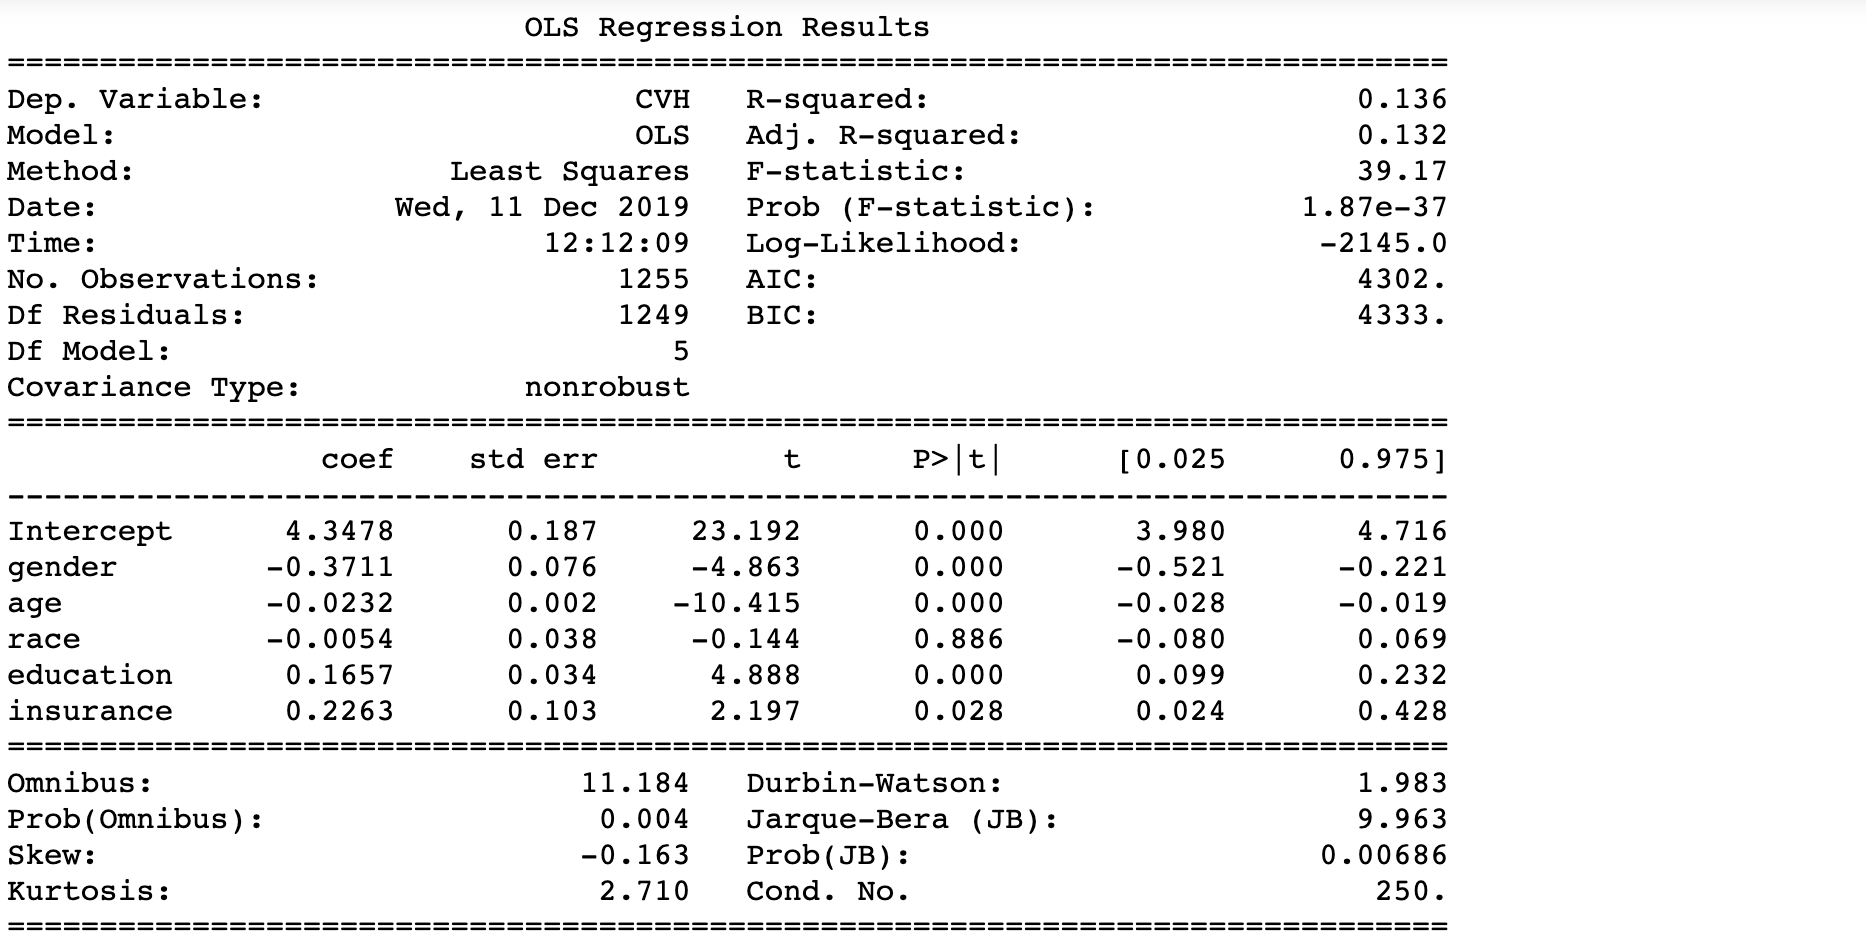 OLS Regression Results
==============================================================================
Dep. Variable:                    CVH   R-squared:                       0.136
Model:                            OLS   Adj. R-squared:                  0.132
Method:                 Least Squares   F-statistic:                     39.17
Date:                Wed, 11 Dec 2019   Prob (F-statistic):           1.87e-37
Time:                        12:12:09   Log-Likelihood:                -2145.0
No. Observations:                1255   AIC:                             4302.
Df Residuals:                    1249   BIC:                             4333.
Df Model:                           5
Covariance Type:            nonrobust
==============================================================================
                 coef    std err          t      P>|t|      [0.025      0.975]
------------------------------------------------------------------------------
Intercept      4.3478      0.187     23.192      0.000       3.980       4.716
gender        -0.3711      0.076     -4.863      0.000      -0.521      -0.221
age           -0.0232      0.002    -10.415      0.000      -0.028      -0.019
race          -0.0054      0.038     -0.144      0.886      -0.080       0.069
education      0.1657      0.034      4.888      0.000       0.099       0.232
insurance      0.2263      0.103      2.197      0.028       0.024       0.428
==============================================================================
Omnibus:                       11.184   Durbin-Watson:                   1.983
Prob(Omnibus):                  0.004   Jarque-Bera (JB):                9.963
Skew:                          -0.163   Prob(JB):                      0.00686
Kurtosis:                       2.710   Cond. No.                         250.
==============================================================================